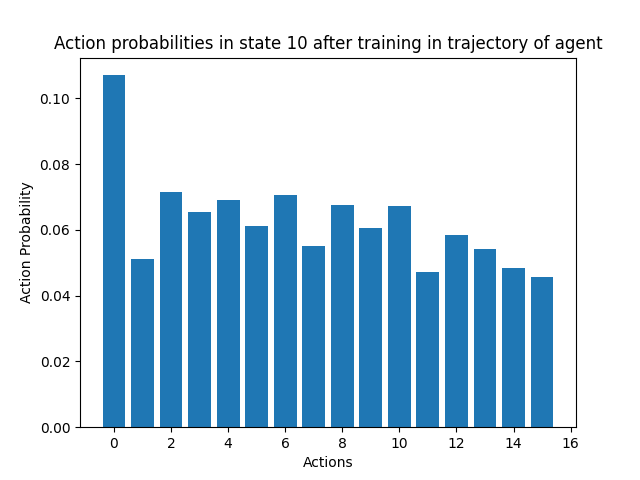 Action probabilities in state 10 after training in trajectory of agent
Action Probability
0.10
0.08
0.06
0.04
0.02
0.00
0 2 4 6 8 10 12 14 16
Actions